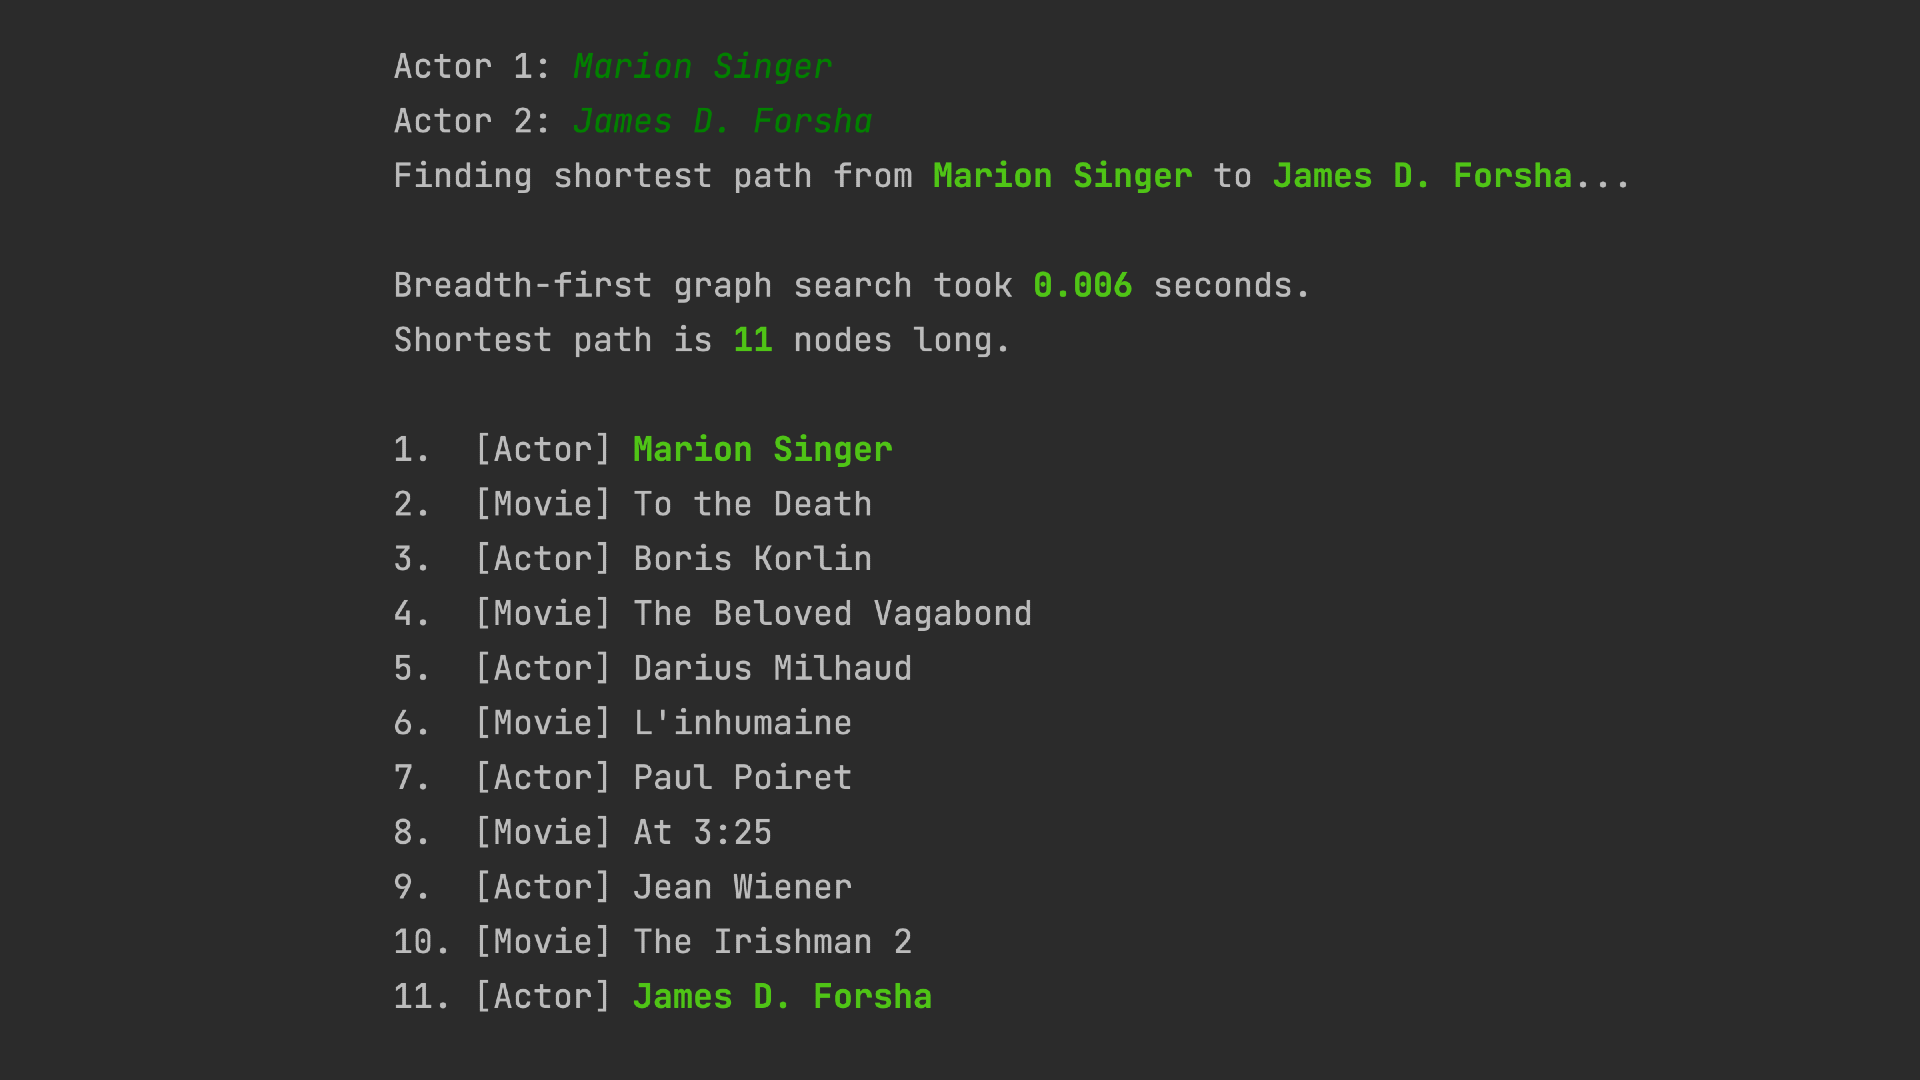 Actor 1: Marion Singer
Actor 2: James D. Forsha
Finding shortest path from Marion Singer to James D. Forsha...
Breadth-first graph search took 0.006 seconds.
Shortest path is 11 nodes long.
1. [Actor] Marion Singer
2. [Movie] To the Death
3. [Actor] Boris Korlin
4. [Movie] The Beloved Vagabond
5. [Actor] Darius Milhaud
6. [Movie] L'inhumaine
7. [Actor] Paul Poiret
8. [Movie] At 3:25
9. [Actor] Jean Wiener
10. [Movie] The Irishman 2
11. [Actor] James D. Forsha